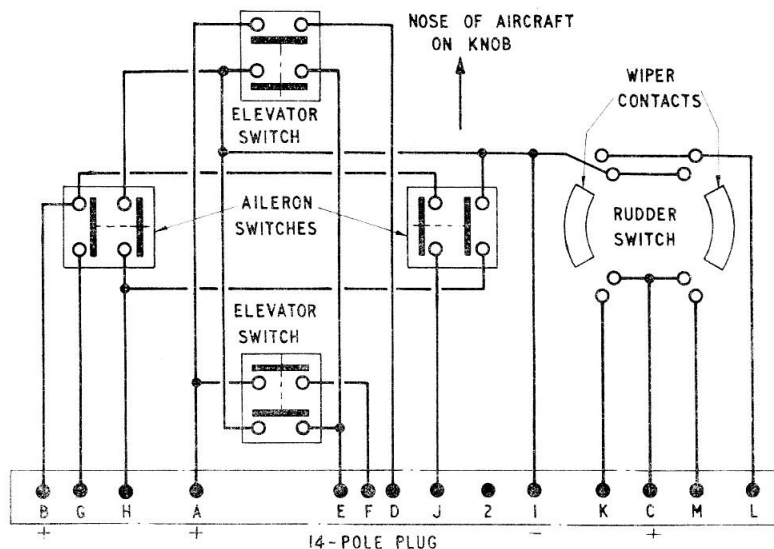 NOSE OF AIRCRAFT
ON KNOB
WIPER
CONTACTS
ELEVATOR
SWITCH
AILERON
SWITCHES
RUDDER
SWITCH
ELEVATOR
SWITCH
B G H A E F D J 2 1 K C M L
+ + - +
14-POLE PLUG